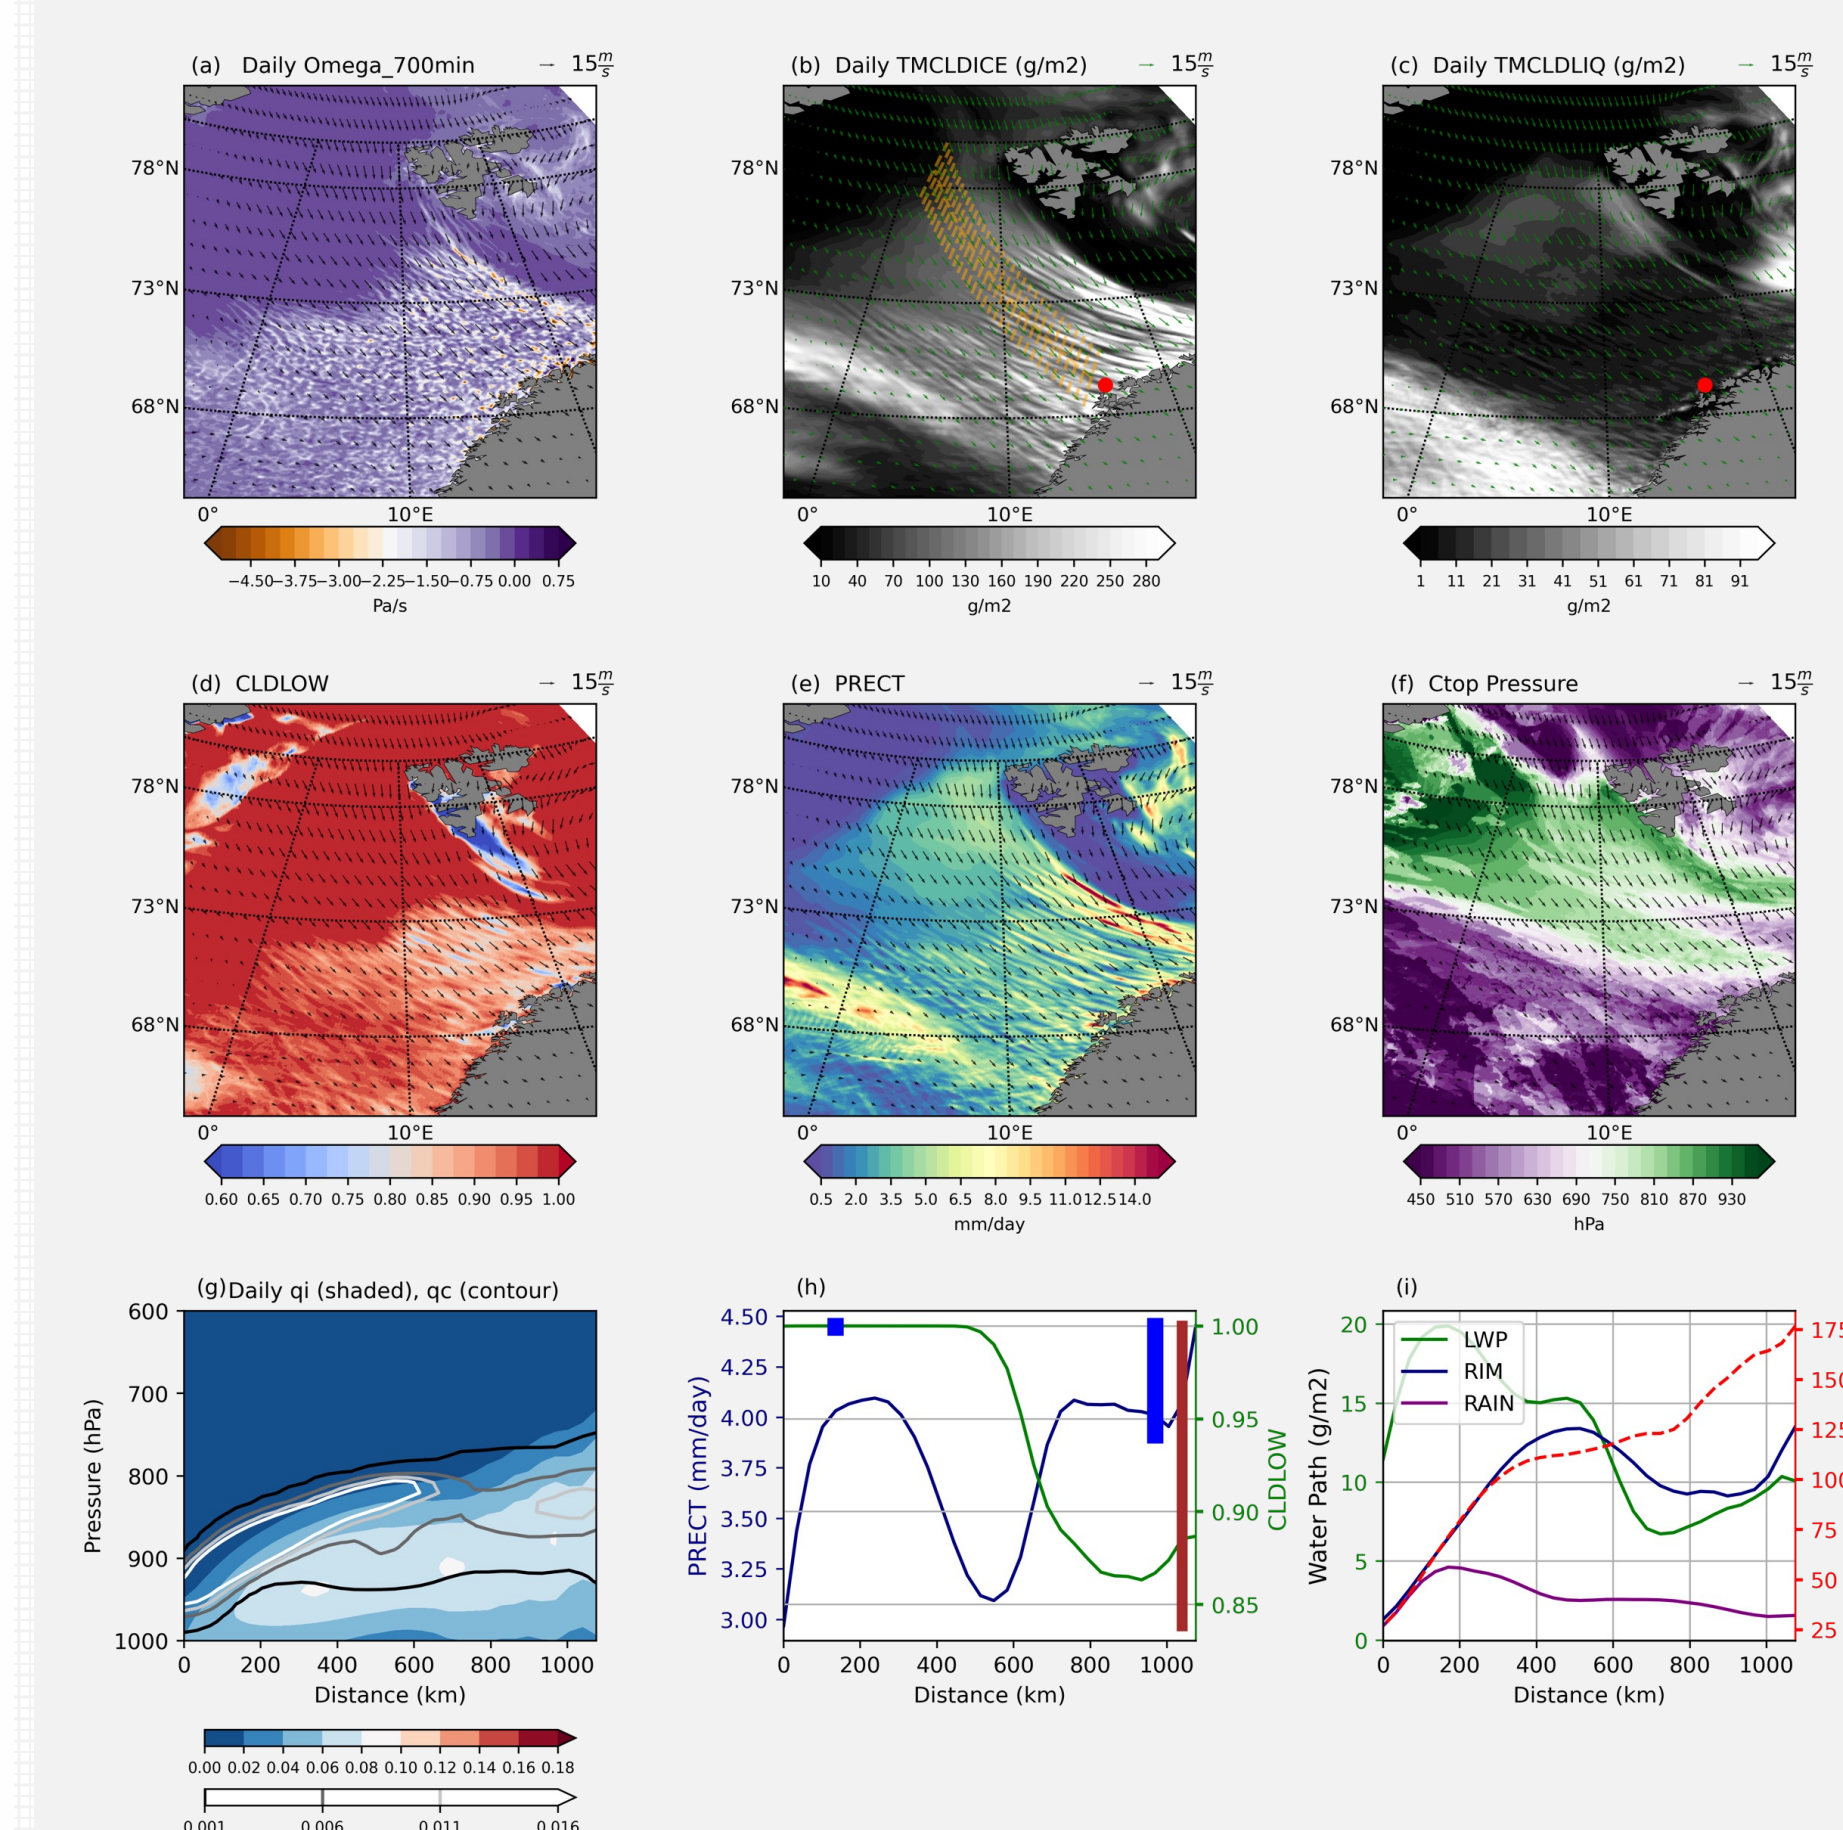 (a) Daily Omega_700min → 15 m/s
(b) Daily TMCLDICE (g/m2) → 15 m/s
(c) Daily TMCLDLIQ (g/m2) → 15 m/s
78°N 78°N 78°N
73°N 73°N 73°N
68°N 68°N 68°N
0° 10°E 0° 10°E 0° 10°E
−4.50 −3.75 −3.00 −2.25 −1.50 −0.75 0.00 0.75
Pa/s
10 40 70 100 130 160 190 220 250 280
g/m2
1 11 21 31 41 51 61 71 81 91
g/m2
(d) CLDLOW → 15 m/s
(e) PRECT → 15 m/s
(f) Ctop Pressure → 15 m/s
78°N 78°N 78°N
73°N 73°N 73°N
68°N 68°N 68°N
0° 10°E 0° 10°E 0° 10°E
0.60 0.65 0.70 0.75 0.80 0.85 0.90 0.95 1.00
0.5 2.0 3.5 5.0 6.5 8.0 9.5 11.0 12.5 14.0
mm/day
450 510 570 630 690 750 810 870 930
hPa
(g) Daily qi (shaded), qc (contour)
600
700
800
900
1000
Pressure (hPa)
0 200 400 600 800 1000
Distance (km)
0.00 0.02 0.04 0.06 0.08 0.10 0.12 0.14 0.16 0.18
0.001 0.006 0.011 0.016
(h)
4.50
4.25
4.00
3.75
3.50
3.25
3.00
PRECT (mm/day)
1.00
0.95
0.90
0.85
CLDLOW
0 200 400 600 800 1000
Distance (km)
(i)
20
15
10
5
0
Water Path (g/m2)
LWP
RIM
RAIN
175
75
50
25
0 200 400 600 800 1000
Distance (km)